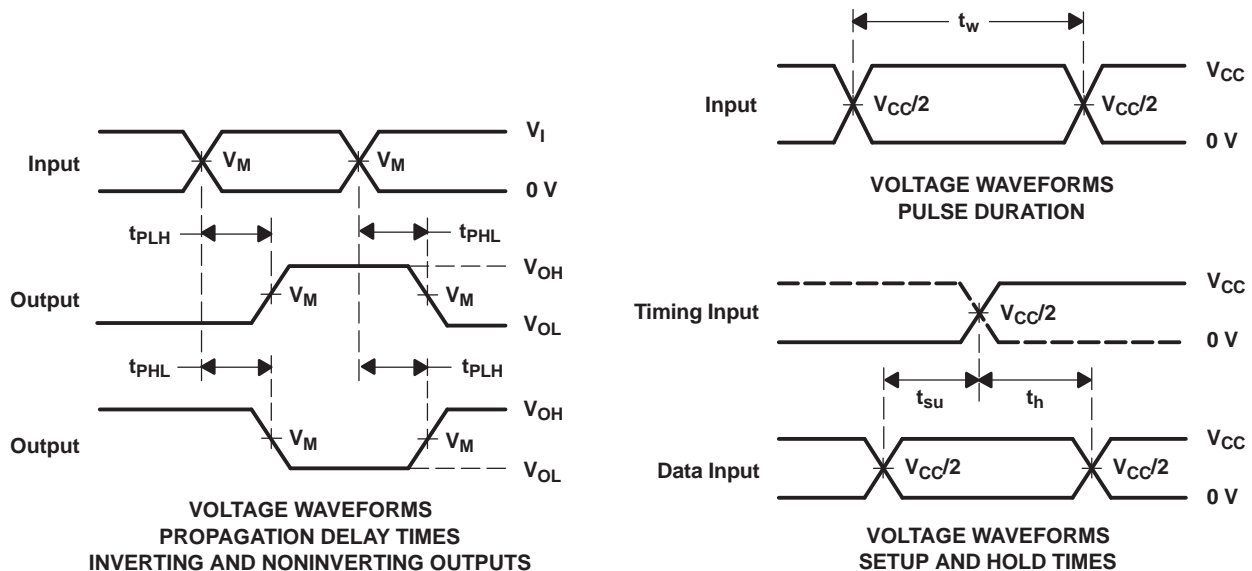 Input
V_I
V_M
V_M
0 V
t_PLH
t_PHL
V_OH
Output
V_M
V_M
V_OL
t_PHL
t_PLH
V_OH
Output
V_M
V_M
V_OL
VOLTAGE WAVEFORMS
PROPAGATION DELAY TIMES
INVERTING AND NONINVERTING OUTPUTS
t_w
V_CC
Input
V_CC/2
V_CC/2
0 V
VOLTAGE WAVEFORMS
PULSE DURATION
V_CC
Timing Input
V_CC/2
0 V
t_su
t_h
V_CC
Data Input
V_CC/2
V_CC/2
0 V
VOLTAGE WAVEFORMS
SETUP AND HOLD TIMES